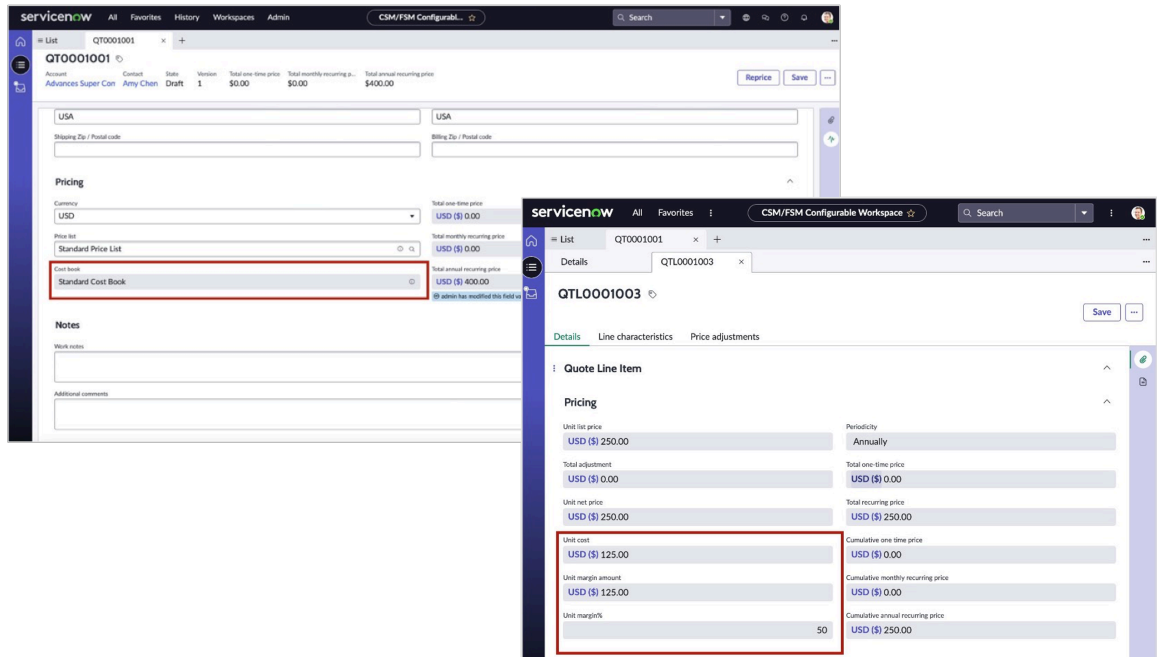 servicenow All Favorites History Workspaces Admin CSM/FSM Configurabl... Search
List QT0001001 × +
QT0001001
Account Contact State Version Total one-time price Total monthly recurring p... Total annual recurring price
Advances Super Con Amy Chen Draft 1 $0.00 $0.00 $400.00
Reprice Save ...
USA USA
Shipping Zip / Postal code Billing Zip / Postal code
Pricing
Currency Total one-time price
USD USD ($) 0.00
Price list Total monthly recurring price
Standard Price List USD ($) 0.00
Cost book Total annual recurring price
Standard Cost Book USD ($) 400.00
admin has modified this field va
Notes
Work notes
Additional comments
servicenow All Favorites CSM/FSM Configurable Workspace Search
List QT0001001 × +
Details QTL0001003 ×
QTL0001003
Save ...
Details Line characteristics Price adjustments
Quote Line Item
Pricing
Unit list price Periodicity
USD ($) 250.00 Annually
Total adjustment Total one-time price
USD ($) 0.00 USD ($) 0.00
Unit net price Total recurring price
USD ($) 250.00 USD ($) 250.00
Unit cost Cumulative one time price
USD ($) 125.00 USD ($) 0.00
Unit margin amount Cumulative monthly recurring price
USD ($) 125.00 USD ($) 0.00
Unit margin% Cumulative annual recurring price
50 USD ($) 250.00